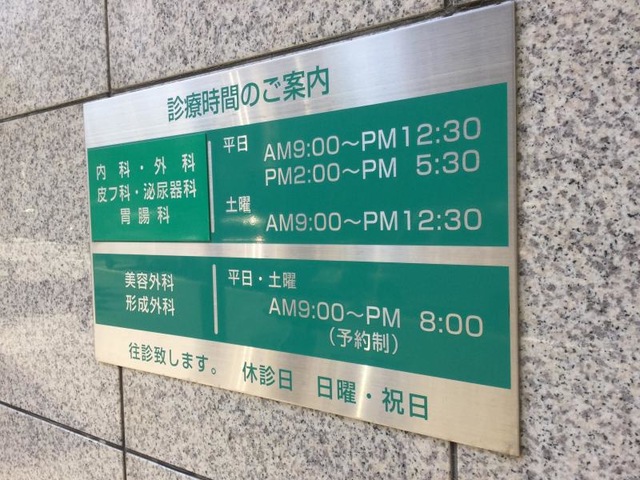 診療時間のご案内
内科・外科
皮フ科・泌尿器科
胃腸科
平日 AM9:00～PM12:30
PM2:00～PM 5:30
土曜 AM9:00～PM12:30
美容外科
形成外科
平日・土曜
AM9:00～PM 8:00
(予約制)
往診致します。 休診日 日曜・祝日